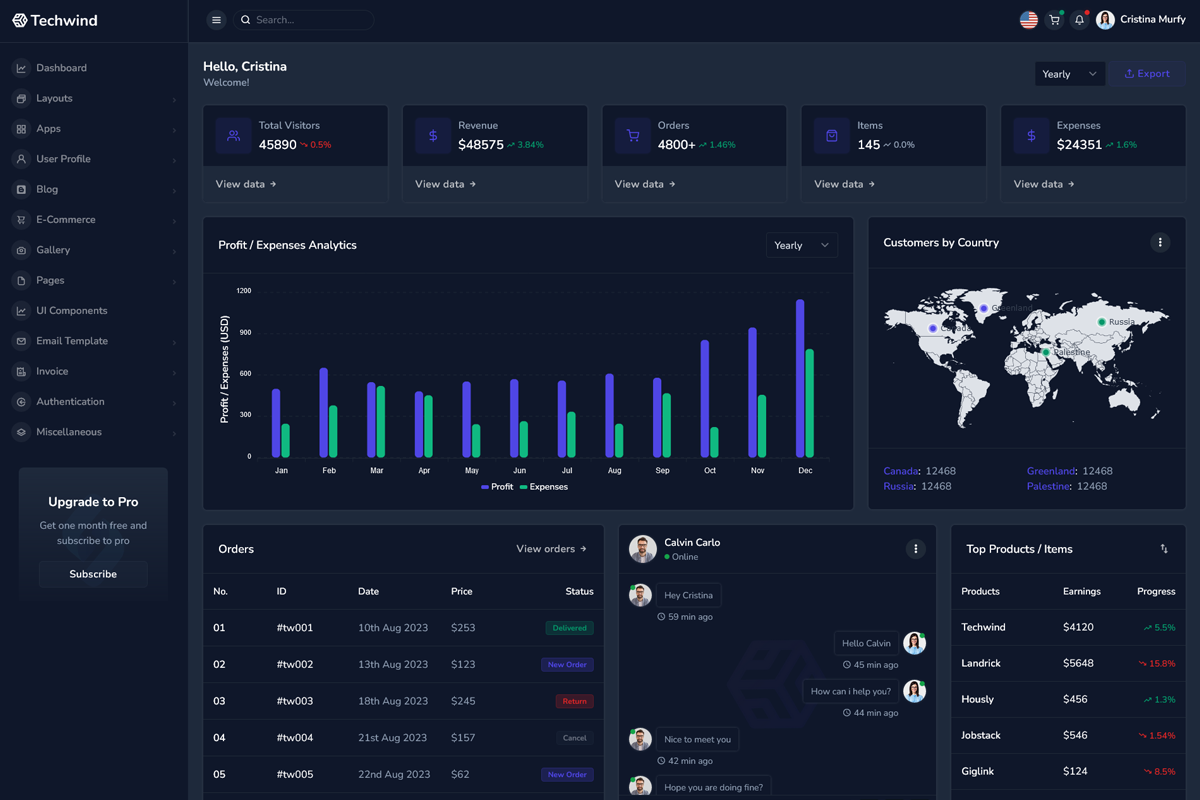 Techwind
Search...
Cristina Murfy
Dashboard
Layouts
Apps
User Profile
Blog
E-Commerce
Gallery
Pages
UI Components
Email Template
Invoice
Authentication
Miscellaneous
Upgrade to Pro
Get one month free and
subscribe to pro
Subscribe
Hello, Cristina
Welcome!
Yearly
Export
Total Visitors
45890 0.5%
View data
Revenue
$48575 3.84%
View data
Orders
4800+ 1.46%
View data
Items
145 0.0%
View data
Expenses
$24351 1.6%
View data
Profit / Expenses Analytics
Yearly
Profit / Expenses (USD)
1200
900
600
300
0
Jan Feb Mar Apr May Jun Jul Aug Sep Oct Nov Dec
Profit Expenses
Customers by Country
Greenland
Canada
Russia
Palestine
Canada: 12468 Greenland: 12468
Russia: 12468 Palestine: 12468
Orders View orders
No. ID Date Price Status
01 #tw001 10th Aug 2023 $253 Delivered
02 #tw002 13th Aug 2023 $123 New Order
03 #tw003 18th Aug 2023 $245 Return
04 #tw004 21st Aug 2023 $157 Cancel
05 #tw005 22nd Aug 2023 $62 New Order
Calvin Carlo
Online
Hey Cristina
59 min ago
Hello Calvin
45 min ago
How can i help you?
44 min ago
Nice to meet you
42 min ago
Hope you are doing fine?
Top Products / Items
Products Earnings Progress
Techwind $4120 5.5%
Landrick $5648 15.8%
Hously $456 1.3%
Jobstack $546 1.54%
Giglink $124 8.5%